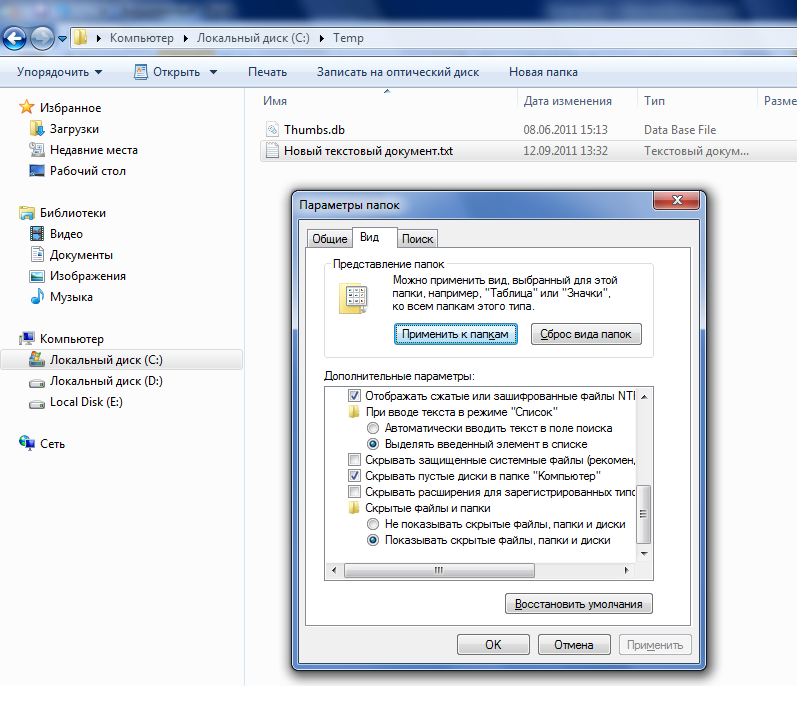 Компьютер ▸ Локальный диск (C:) ▸ Temp
Упорядочить Открыть Печать Записать на оптический диск Новая папка
Избранное
Загрузки
Недавние места
Рабочий стол
Библиотеки
Видео
Документы
Изображения
Музыка
Компьютер
Локальный диск (C:)
Локальный диск (D:)
Local Disk (E:)
Сеть
Имя Дата изменения Тип Разме
Thumbs.db 08.06.2011 15:13 Data Base File
Новый текстовый документ.txt 12.09.2011 13:32 Текстовый докум...
Параметры папок
Общие Вид Поиск
Представление папок
Можно применить вид, выбранный для этой
папки, например, "Таблица" или "Значки",
ко всем папкам этого типа.
Применить к папкам Сброс вида папок
Дополнительные параметры:
Отображать сжатые или зашифрованные файлы NTI
При вводе текста в режиме "Список"
Автоматически вводить текст в поле поиска
Выделять введенный элемент в списке
Скрывать защищенные системные файлы (рекомен,
Скрывать пустые диски в папке "Компьютер"
Скрывать расширения для зарегистрированных типо
Скрытые файлы и папки
Не показывать скрытые файлы, папки и диски
Показывать скрытые файлы, папки и диски
Восстановить умолчания
OK Отмена Применить